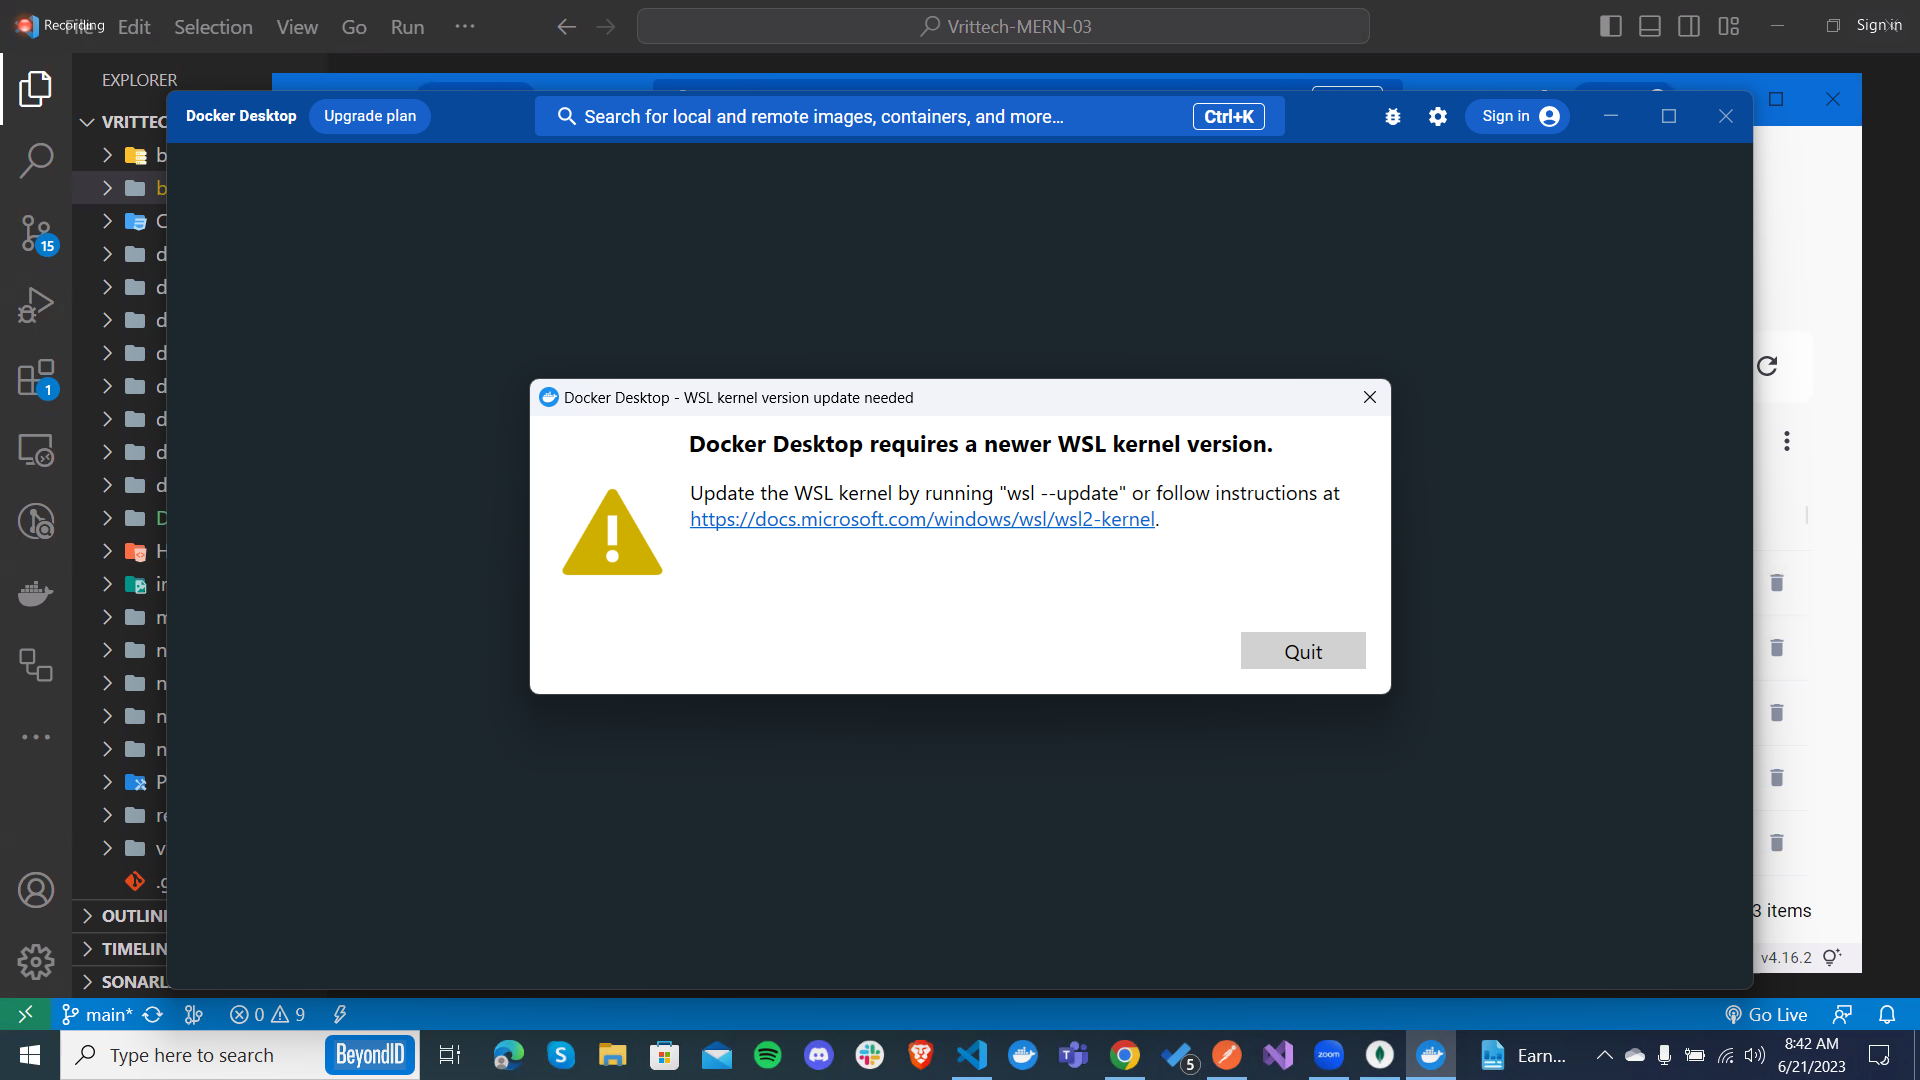 Recording
File Edit Selection View Go Run ...
Vrittech-MERN-03
Sign in
EXPLORER
VRITTEC
Docker Desktop
Upgrade plan
Search for local and remote images, containers, and more...
Ctrl+K
Sign in
b
b
C
d
d
d
d
d
d
d
d
D
H
m
n
n
n
n
P
re
v
15
1
Docker Desktop - WSL kernel version update needed
Docker Desktop requires a newer WSL kernel version.
Update the WSL kernel by running "wsl --update" or follow instructions at
https://docs.microsoft.com/windows/wsl/wsl2-kernel.
Quit
3 items
v4.16.2
OUTLIN
TIMELIN
SONARL
main*
0
9
Go Live
Type here to search
BeyondID
zoom
5
Earn...
8:42 AM
6/21/2023